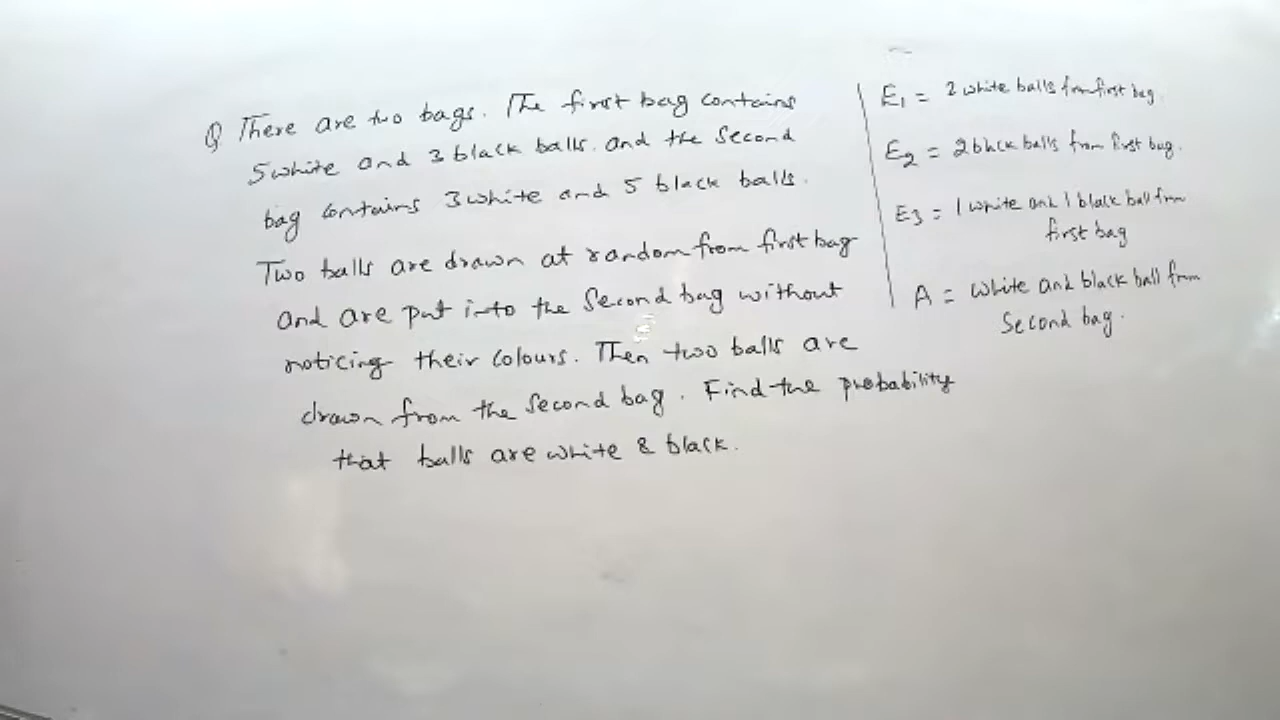 Q There are two bags. The first bag contains
5 white and 3 black balls. and the second
bag contains 3 white and 5 black balls.
Two balls are drawn at random from first bag
and are put into the second bag without
noticing their colours. Then two balls are
drawn from the second bag. Find the probability
that balls are white & black.
E1 = 2 white balls from first bag.
E2 = 2 black balls from first bag.
E3 = 1 white and 1 black ball from
first bag
A = white and black ball from
Second bag.